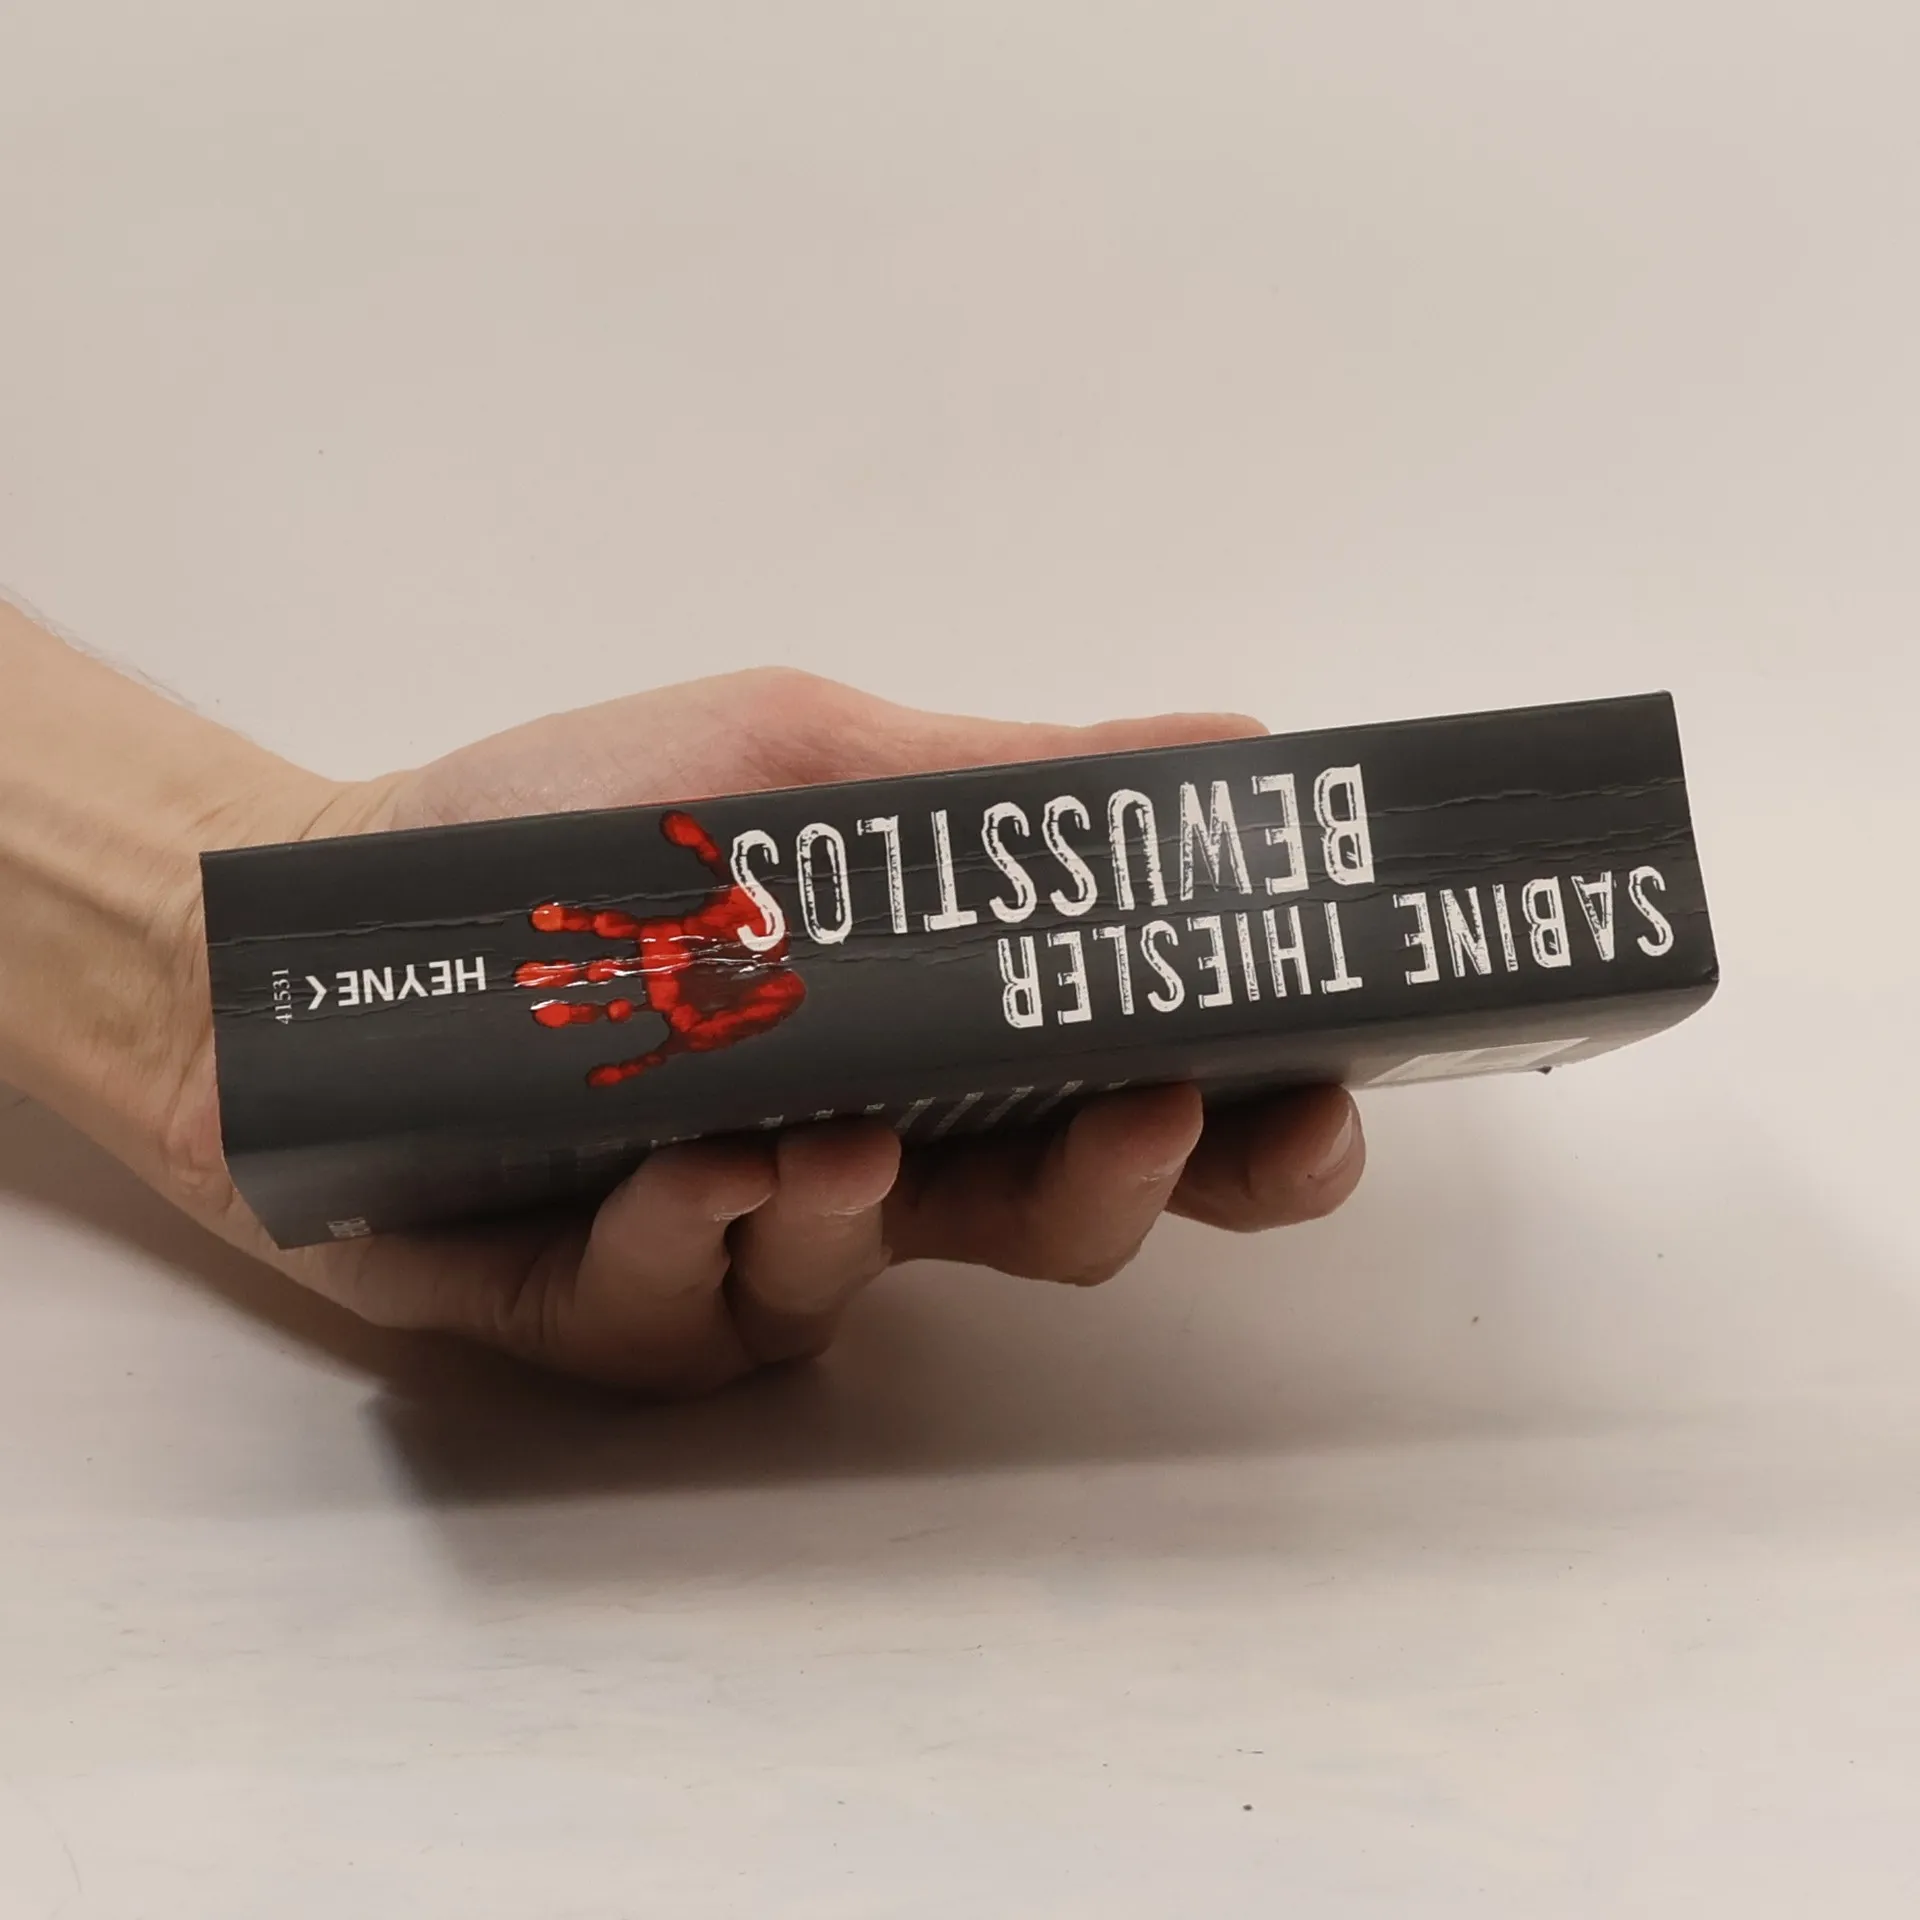 SABINE THIESLER
BEWUSSTLOS
HEYNE<
41531